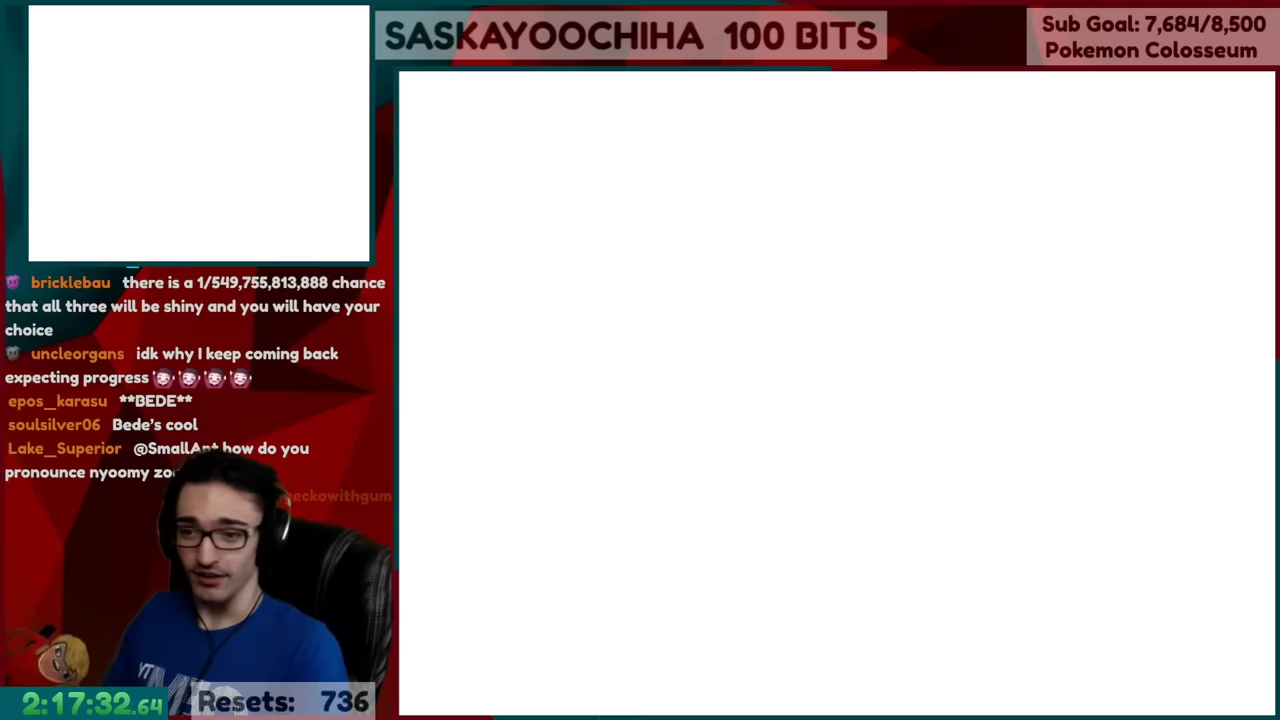 SASKAYOOCHIHA 100 BITS
Sub Goal: 7,684/8,500
Pokemon Colosseum
bricklebau there is a 1/549,755,813,888 chance
that all three will be shiny and you will have your
choice
uncleorgans idk why I keep coming back
expecting progress
epos_karasu **BEDE**
soulsilver06 Bede's cool
Lake_Superior @SmallAnt how do you
pronounce nyoomy
eckowithgum
YT
2:17:32.64
Resets: 736